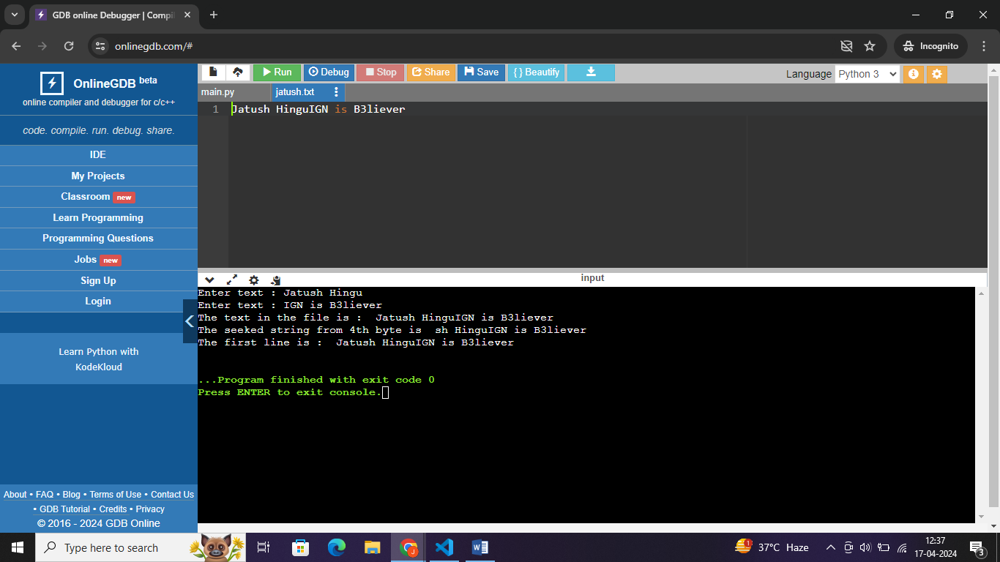 GDB online Debugger | Compil
onlinegdb.com/#
Incognito
OnlineGDB beta
online compiler and debugger for c/c++
code. compile. run. debug. share.
IDE
My Projects
Classroom new
Learn Programming
Programming Questions
Jobs new
Sign Up
Login
Learn Python with
KodeKloud
About • FAQ • Blog • Terms of Use • Contact Us
• GDB Tutorial • Credits • Privacy
© 2016 - 2024 GDB Online
Run Debug Stop Share Save { } Beautify
Language Python 3
main.py jatush.txt
1 Jatush HinguIGN is B3liever
input
Enter text : Jatush Hingu
Enter text : IGN is B3liever
The text in the file is :  Jatush HinguIGN is B3liever
The seeked string from 4th byte is  sh HinguIGN is B3liever
The first line is :  Jatush HinguIGN is B3liever
...Program finished with exit code 0
Press ENTER to exit console.
Type here to search
1
37°C Haze
12:37
17-04-2024
3